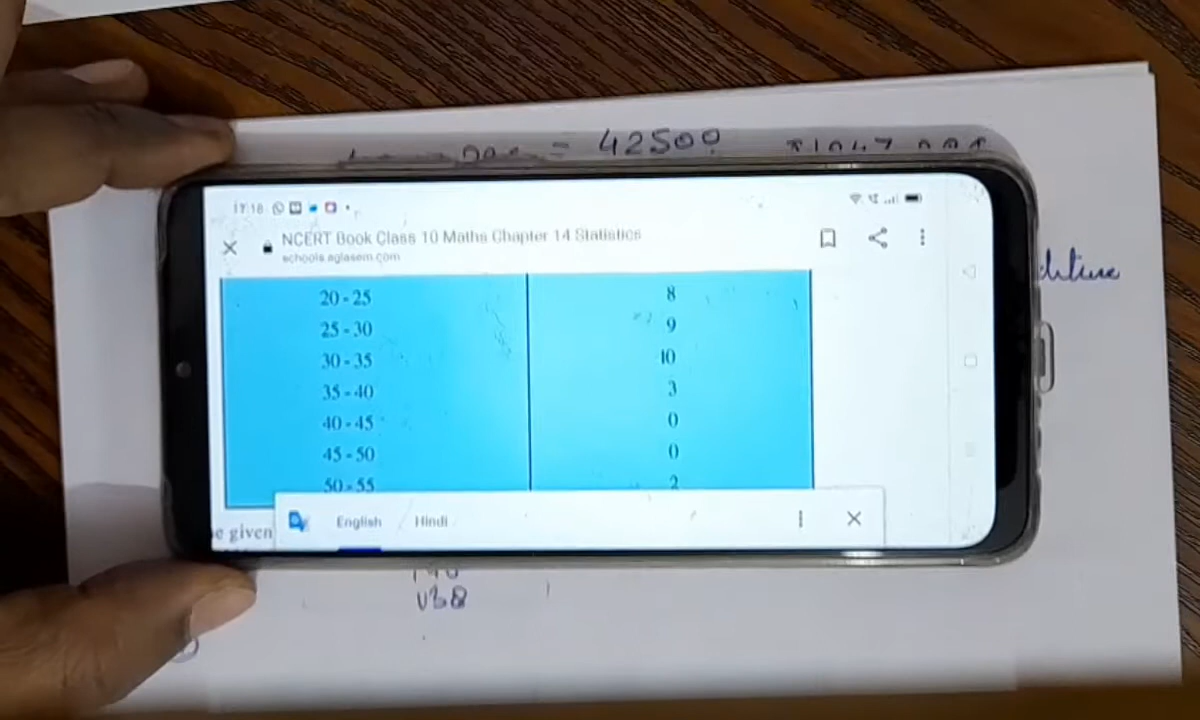 = 42500
17:18
NCERT Book Class 10 Maths Chapter 14 Statistics
schools.aglasem.com
20 - 25 8
25 - 30 9
30 - 35 10
35 - 40 3
40 - 45 0
45 - 50 0
50 - 55 2
e given
English Hindi